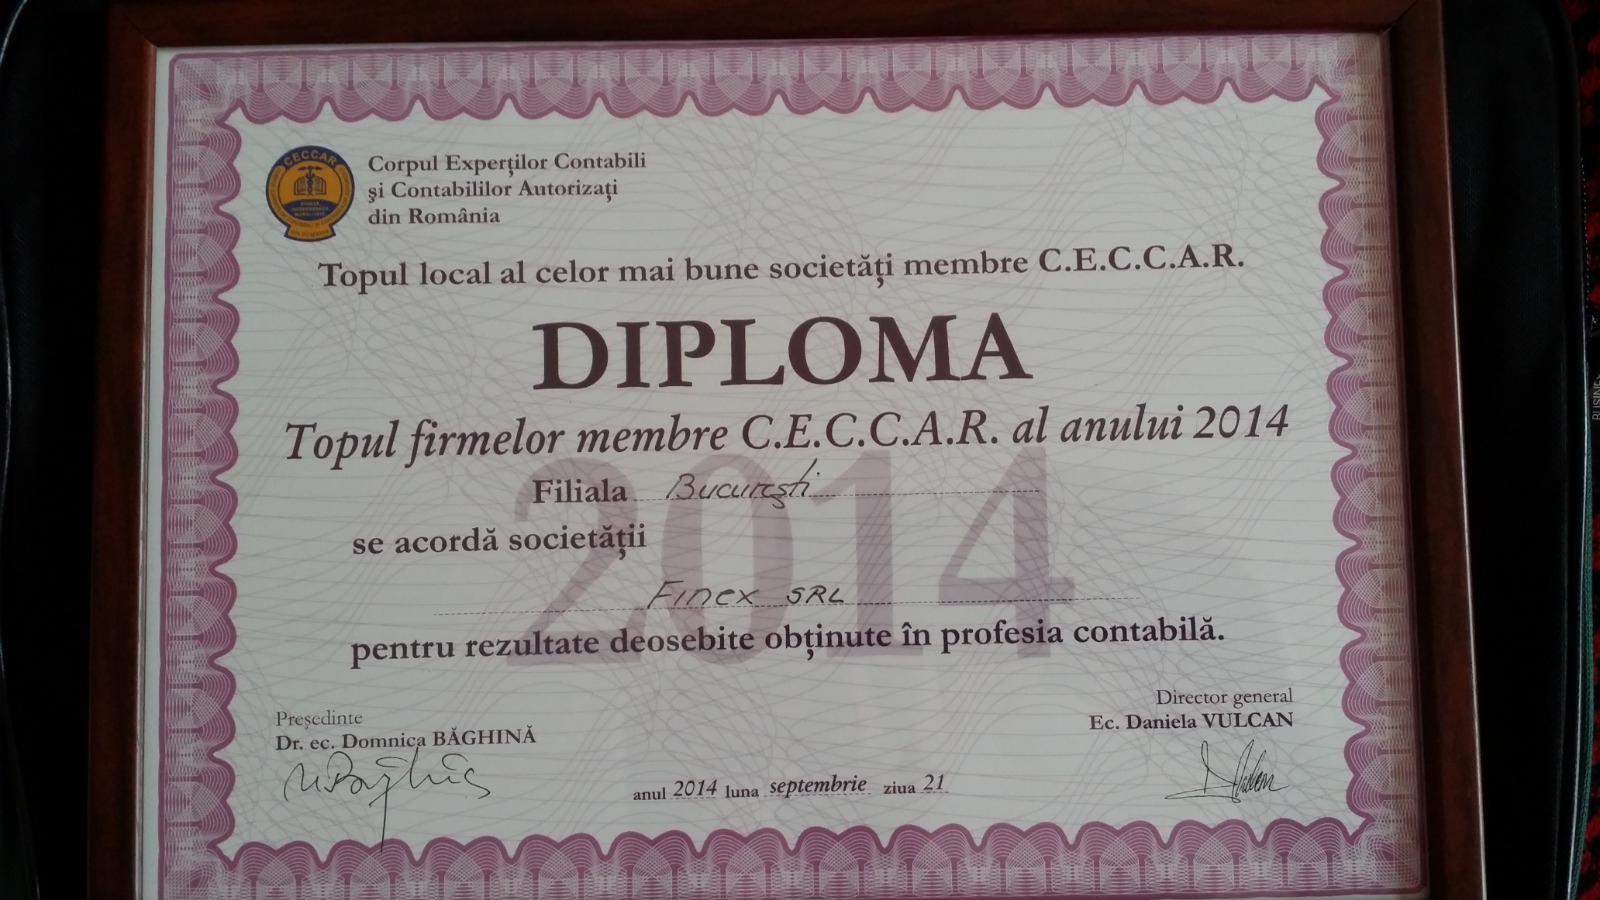 CECCAR
Corpul Experţilor Contabili
şi Contabililor Autorizaţi
din România
Topul local al celor mai bune societăţi membre C.E.C.C.A.R.
DIPLOMA
Topul firmelor membre C.E.C.C.A.R. al anului 2014
2014
Filiala Bucureşti
se acordă societăţii
Finex SRL
pentru rezultate deosebite obţinute în profesia contabilă.
Director general
Ec. Daniela VULCAN
Preşedinte
Dr. ec. Domnica BĂGHINĂ
anul 2014 luna septembrie ziua 21